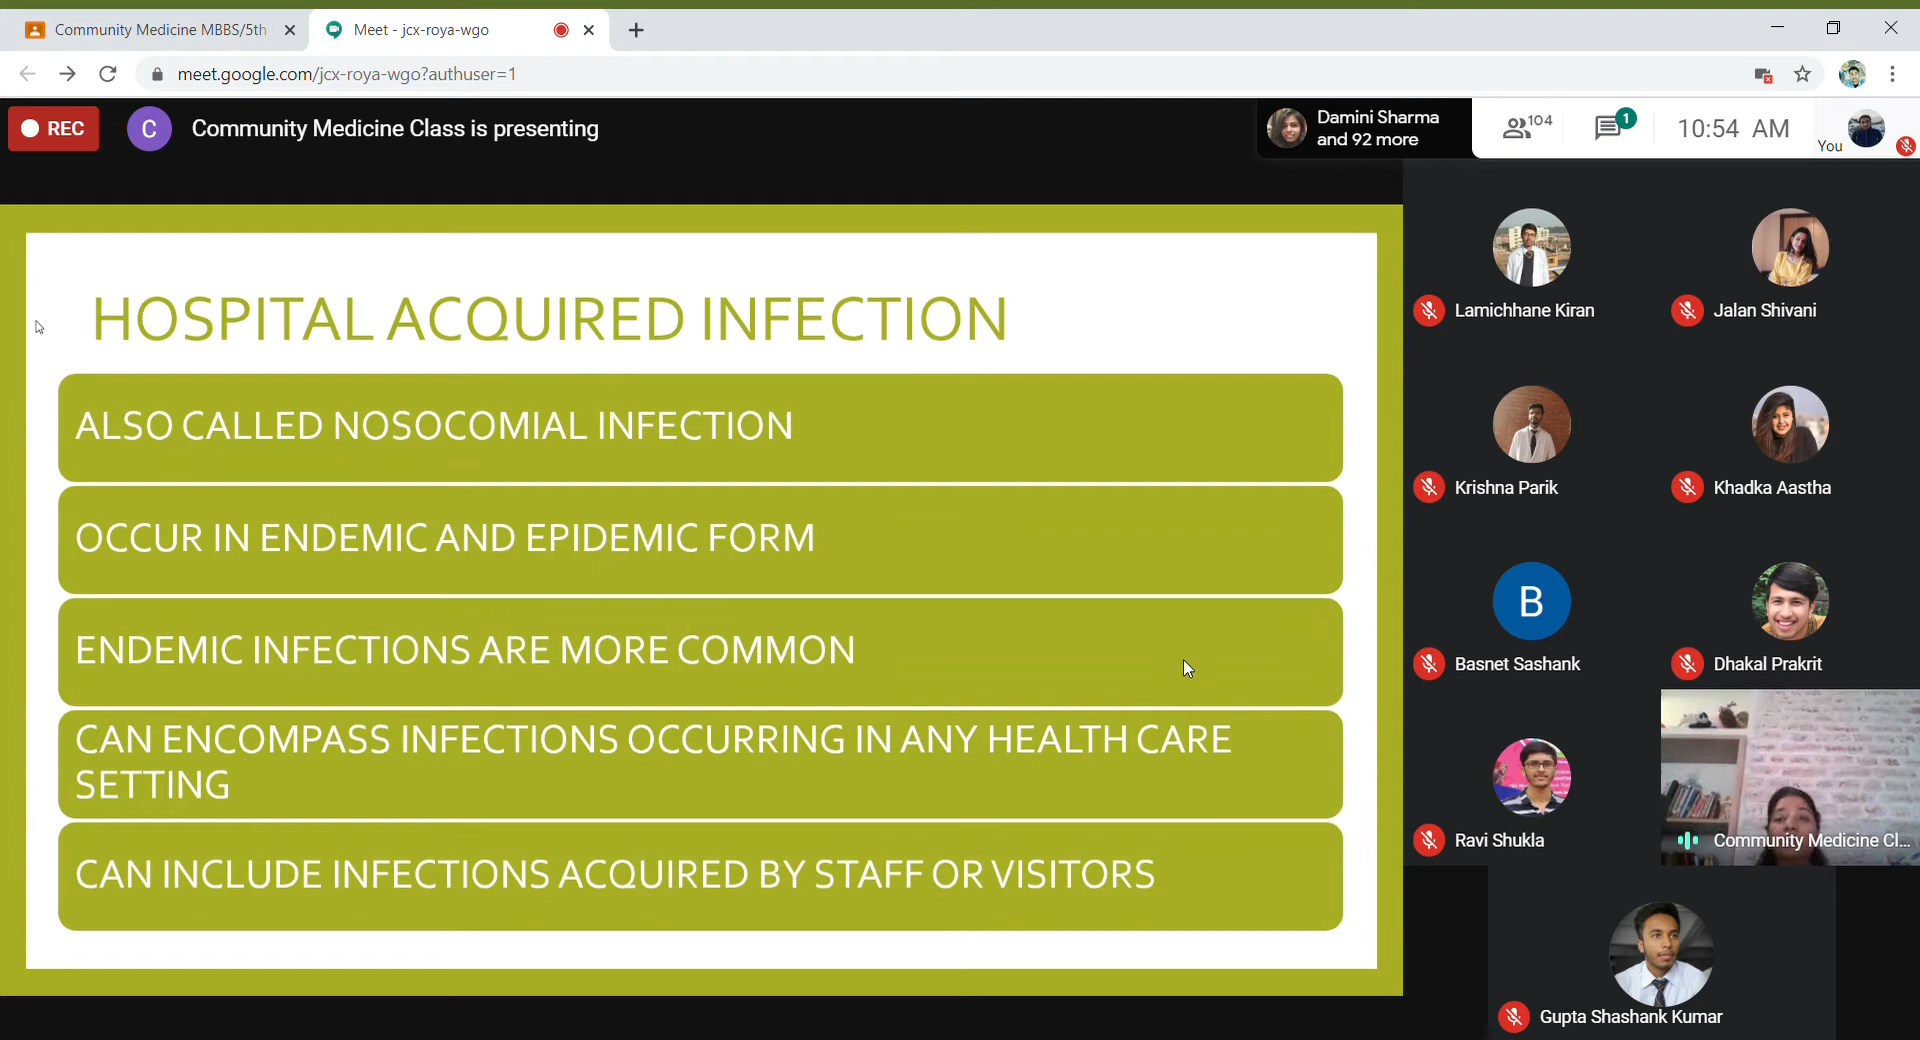 Community Medicine MBBS/5th
Meet - jcx-roya-wgo
meet.google.com/jcx-roya-wgo?authuser=1
REC
C
Community Medicine Class is presenting
Damini Sharma
and 92 more
104
1
10:54 AM
You
HOSPITAL ACQUIRED INFECTION
ALSO CALLED NOSOCOMIAL INFECTION
OCCUR IN ENDEMIC AND EPIDEMIC FORM
ENDEMIC INFECTIONS ARE MORE COMMON
CAN ENCOMPASS INFECTIONS OCCURRING IN ANY HEALTH CARE
SETTING
CAN INCLUDE INFECTIONS ACQUIRED BY STAFF OR VISITORS
Lamichhane Kiran
Jalan Shivani
Krishna Parik
Khadka Aastha
B
Basnet Sashank
Dhakal Prakrit
Ravi Shukla
Community Medicine Cl...
Gupta Shashank Kumar